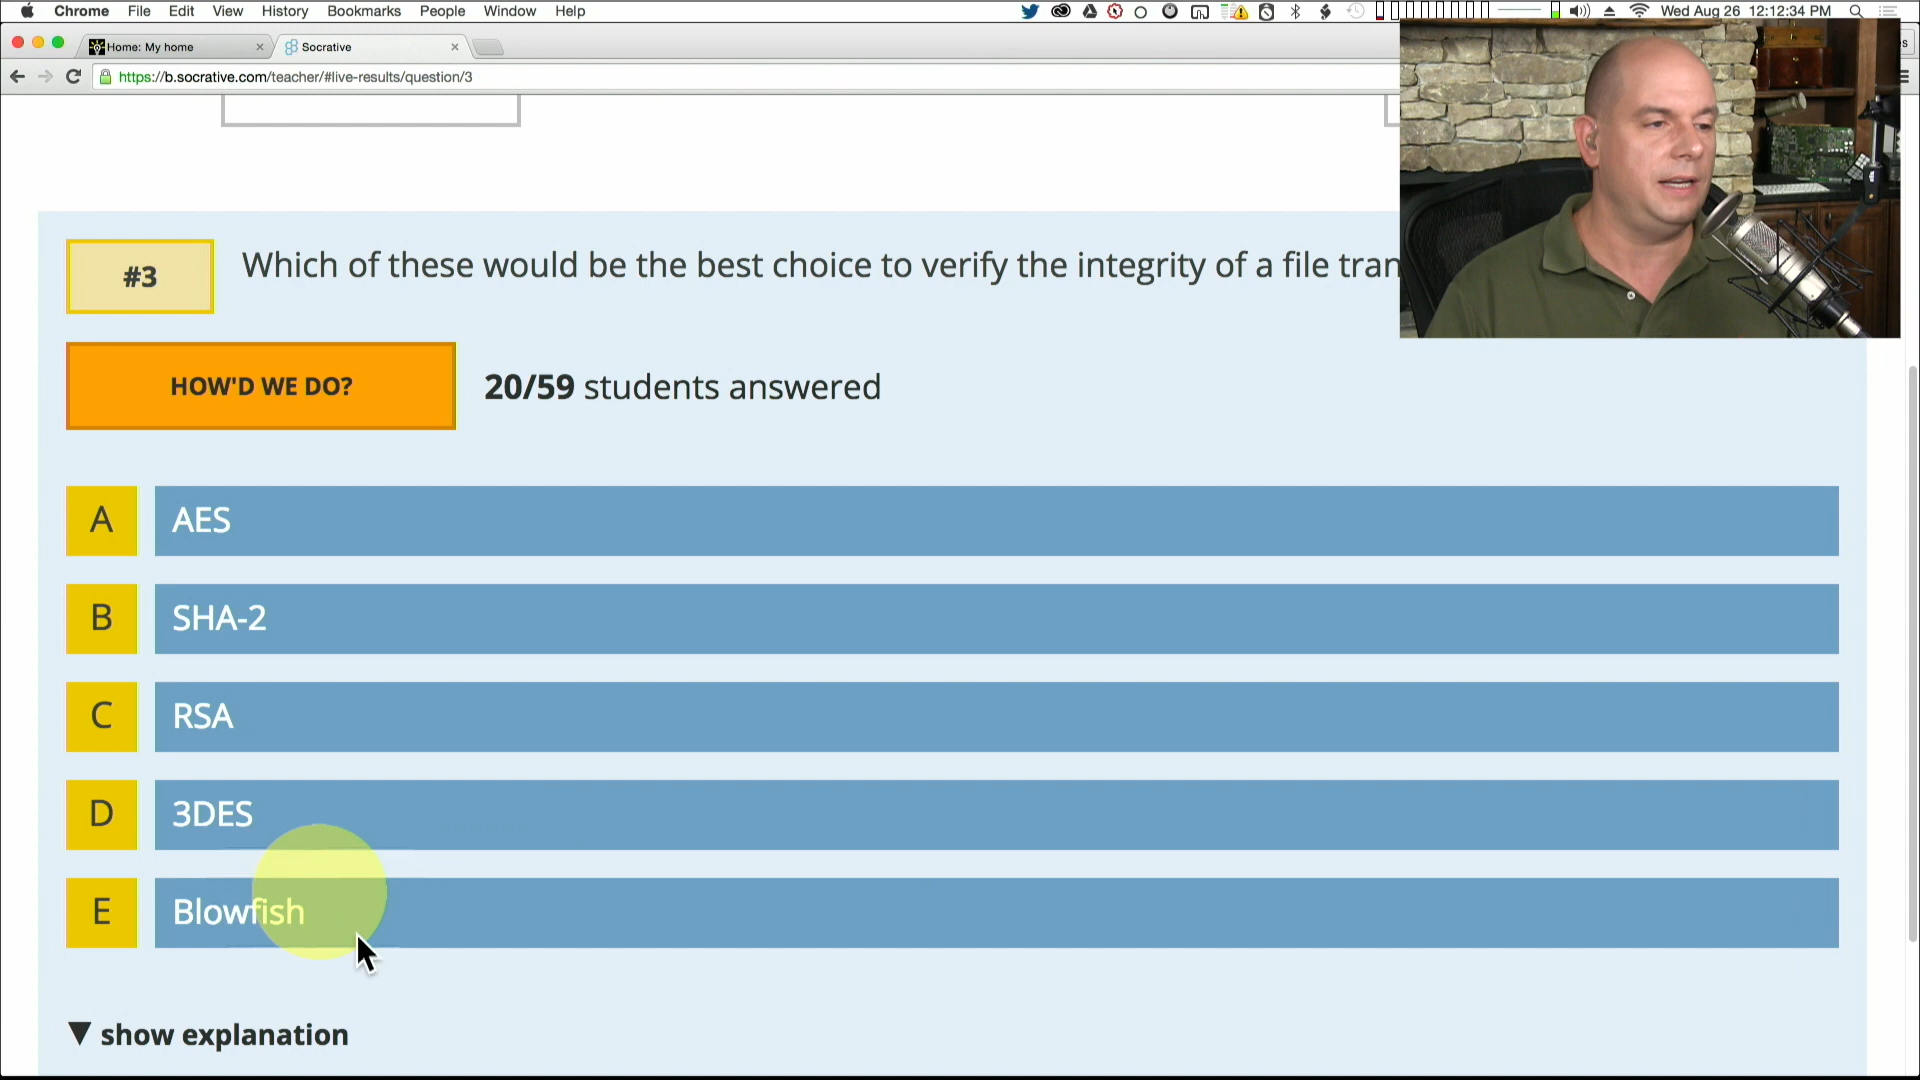 Chrome File Edit View History Bookmarks People Window Help Wed Aug 26 12:12:34 PM
Home: My home Socrative
https://b.socrative.com/teacher/#live-results/question/3
#3 Which of these would be the best choice to verify the integrity of a file tran
HOW'D WE DO? 20/59 students answered
A AES
B SHA-2
C RSA
D 3DES
E Blowfish
▼ show explanation